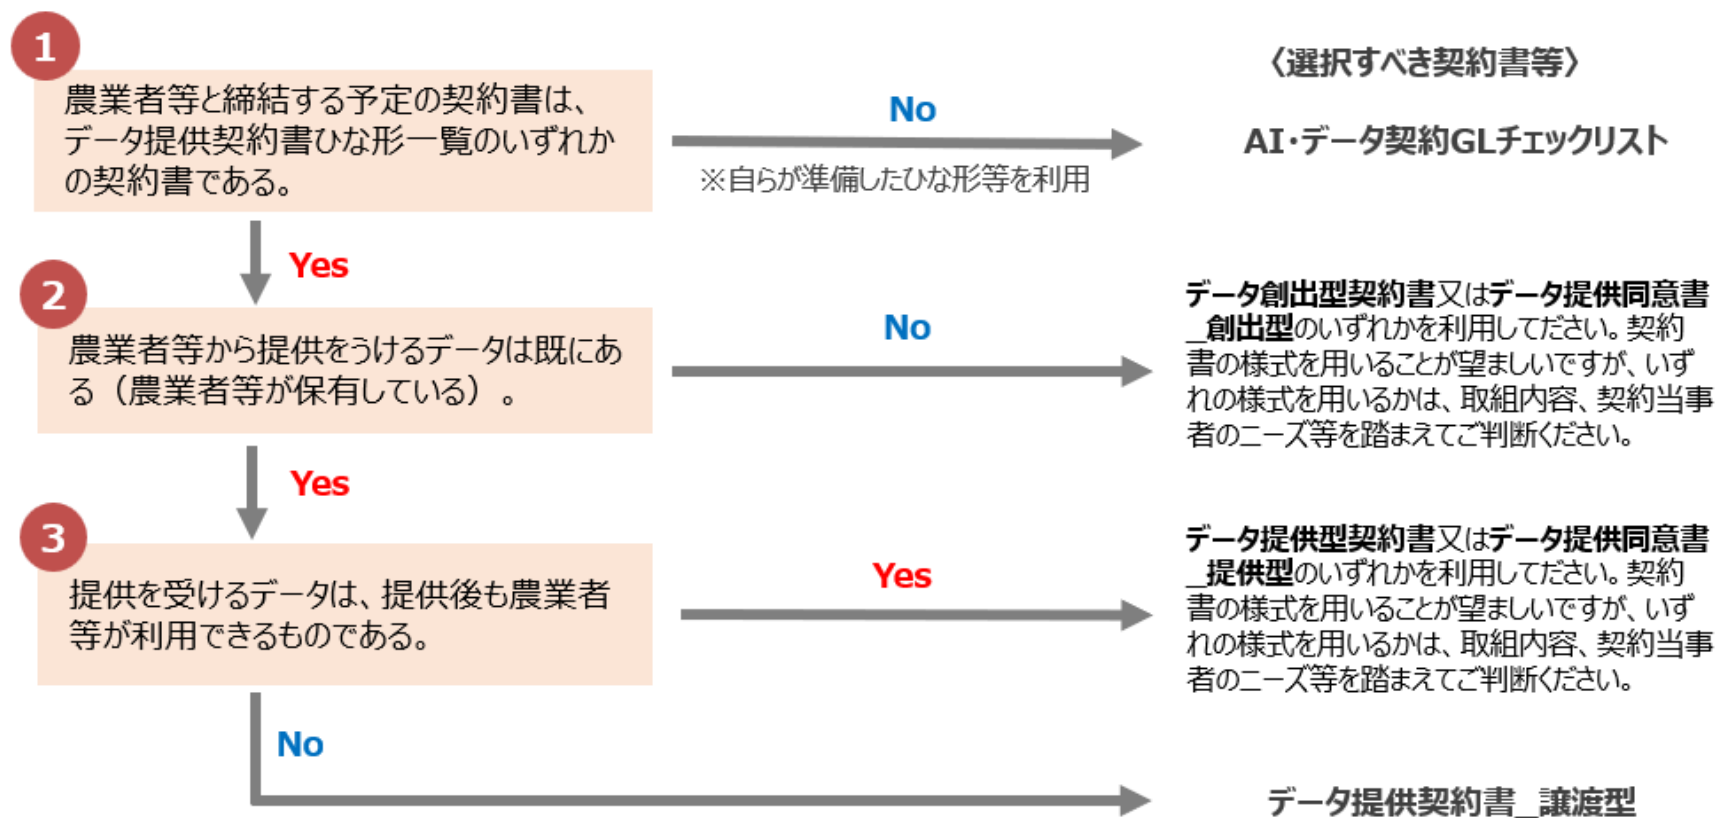 1
農業者等と締結する予定の契約書は、
データ提供契約書ひな形一覧のいずれか
の契約書である。
No
※自らが準備したひな形等を利用
〈選択すべき契約書等〉
AI・データ契約GLチェックリスト
Yes
2
農業者等から提供をうけるデータは既にあ
る（農業者等が保有している）。
No
データ創出型契約書又はデータ提供同意書
_創出型のいずれかを利用してださい。契約
書の様式を用いることが望ましいですが、いず
れの様式を用いるかは、取組内容、契約当事
者のニーズ等を踏まえてご判断ください。
Yes
3
提供を受けるデータは、提供後も農業者
等が利用できるものである。
Yes
データ提供型契約書又はデータ提供同意書
_提供型のいずれかを利用してださい。契約
書の様式を用いることが望ましいですが、いず
れの様式を用いるかは、取組内容、契約当事
者のニーズ等を踏まえてご判断ください。
No
データ提供契約書_譲渡型